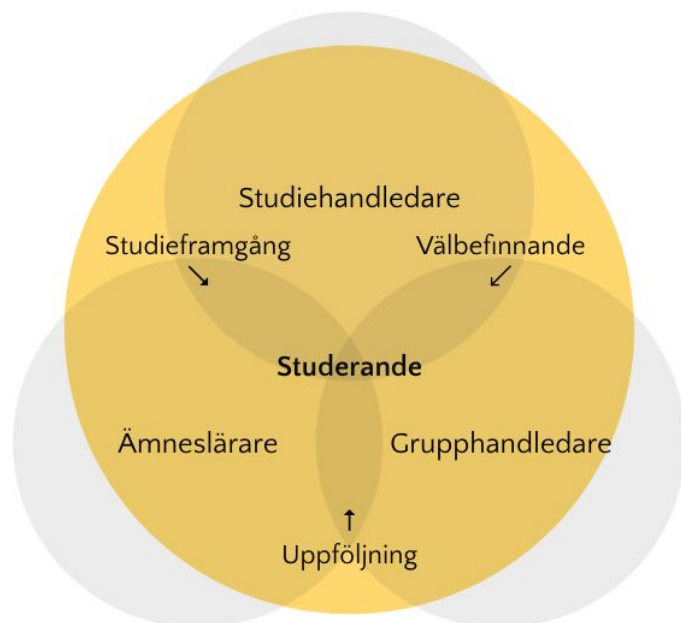 Studiehandledare
Studieframgång
Välbefinnande
↘
↙
Studerande
Ämneslärare
Grupphandledare
↑
Uppföljning